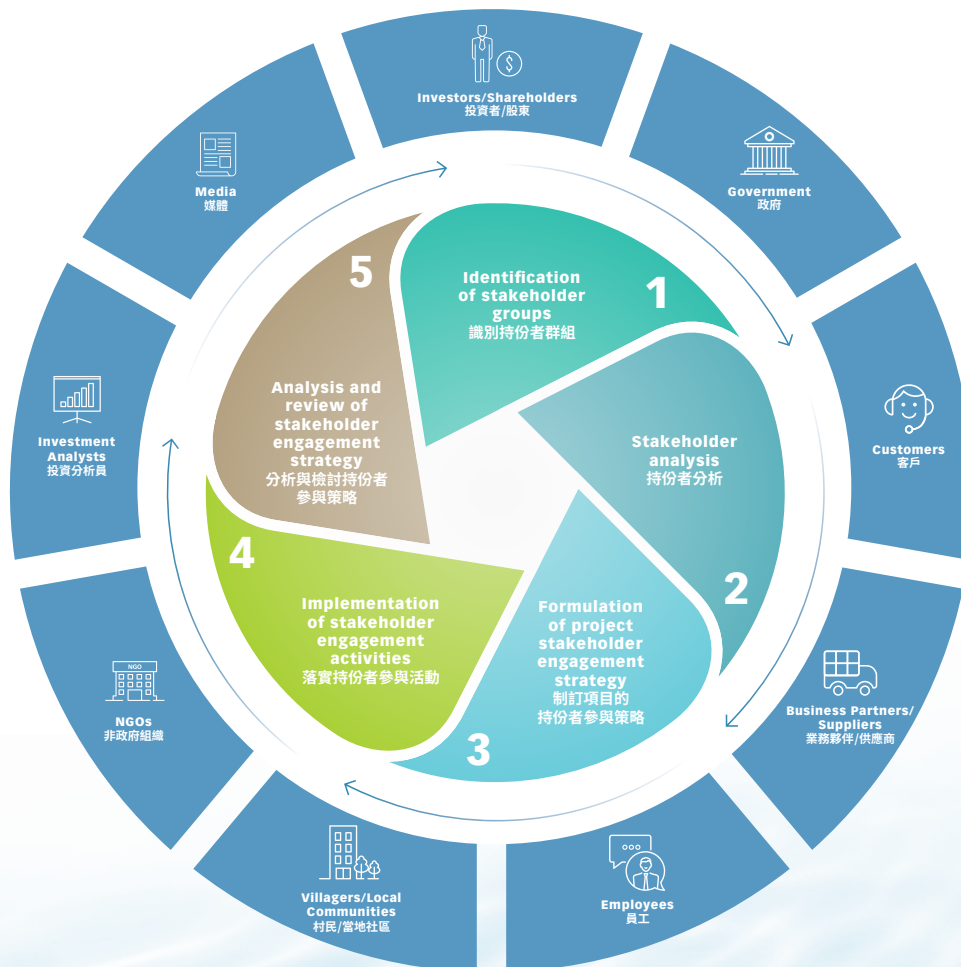 Investors/Shareholders
投資者/股東
Government
政府
Customers
客戶
Business Partners/
Suppliers
業務夥伴/供應商
Employees
員工
Villagers/Local
Communities
村民/當地社區
NGO
NGOs
非政府組織
Investment
Analysts
投資分析員
Media
媒體
1
Identification
of stakeholder
groups
識別持份者群組
2
Stakeholder
analysis
持份者分析
3
Formulation
of project
stakeholder
engagement
strategy
制訂項目的
持份者參與策略
4
Implementation
of stakeholder
engagement
activities
落實持份者參與活動
5
Analysis and
review of
stakeholder
engagement
strategy
分析與檢討持份者
參與策略